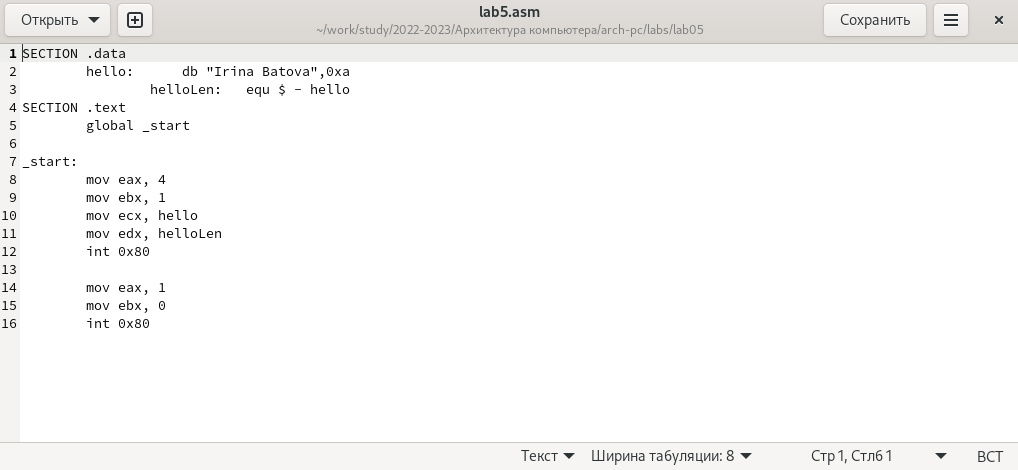 Открыть
lab5.asm
~/work/study/2022-2023/Архитектура компьютера/arch-pc/labs/lab05
Сохранить
1 SECTION .data
2 hello: db "Irina Batova",0xa
3 helloLen: equ $ - hello
4 SECTION .text
5 global _start
6
7 _start:
8 mov eax, 4
9 mov ebx, 1
10 mov ecx, hello
11 mov edx, helloLen
12 int 0x80
13
14 mov eax, 1
15 mov ebx, 0
16 int 0x80
Текст Ширина табуляции: 8 Стр 1, Стлб 1 ВСТ